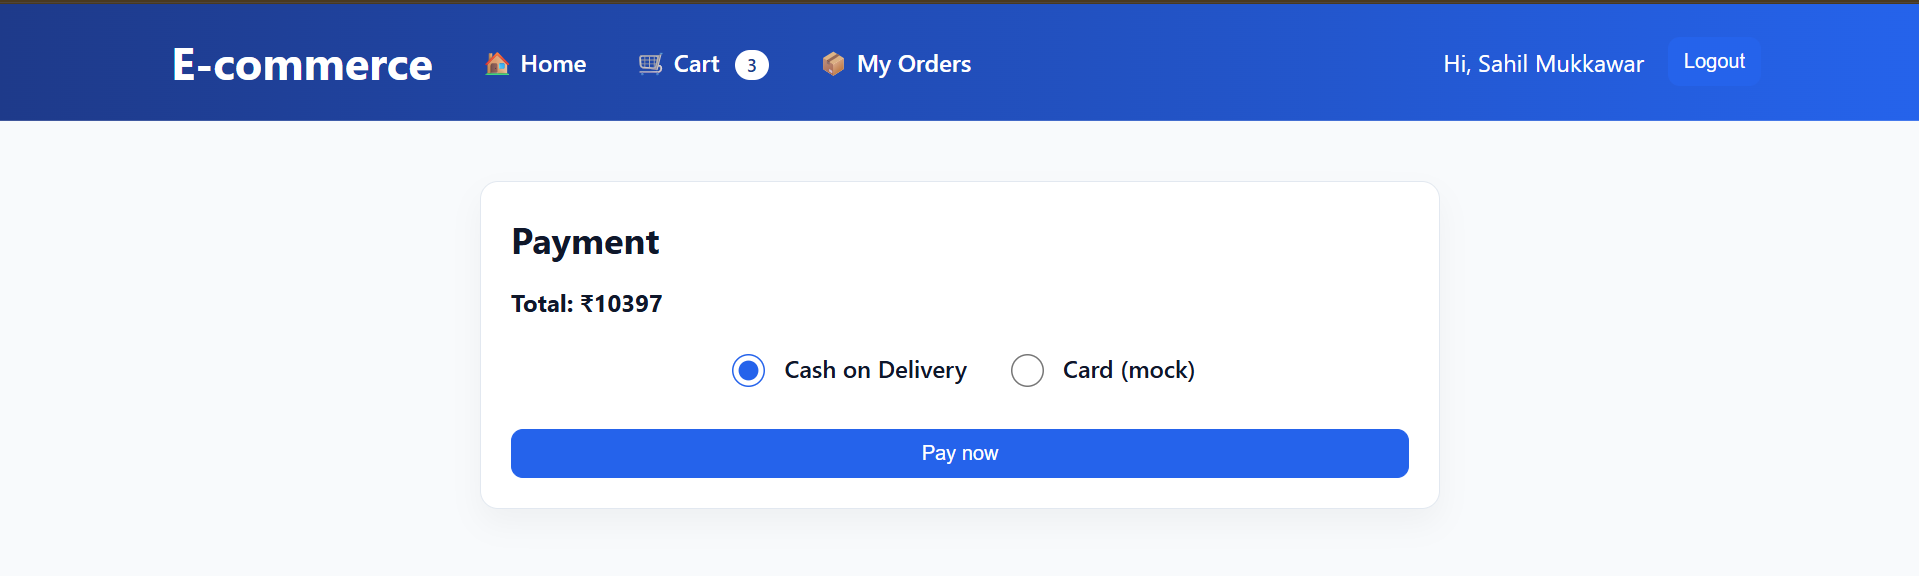 E-commerce Home Cart 3 My Orders Hi, Sahil Mukkawar Logout
Payment
Total: ₹10397
Cash on Delivery Card (mock)
Pay now